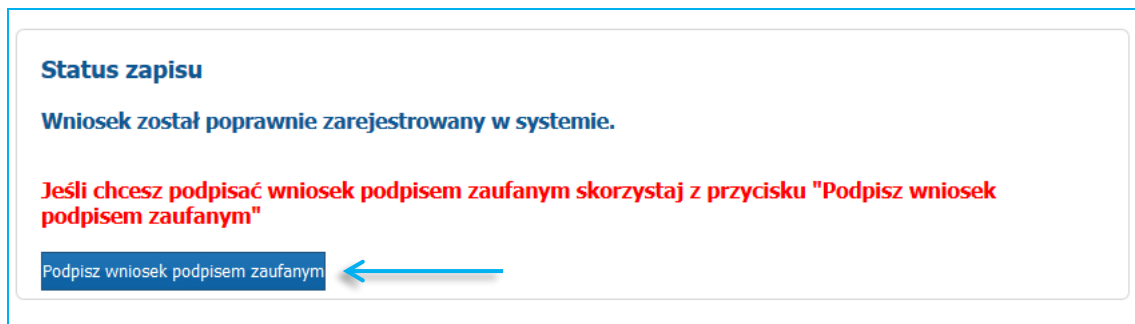 Status zapisu
Wniosek został poprawnie zarejestrowany w systemie.
Jeśli chcesz podpisać wniosek podpisem zaufanym skorzystaj z przycisku "Podpisz wniosek
podpisem zaufanym"
Podpisz wniosek podpisem zaufanym